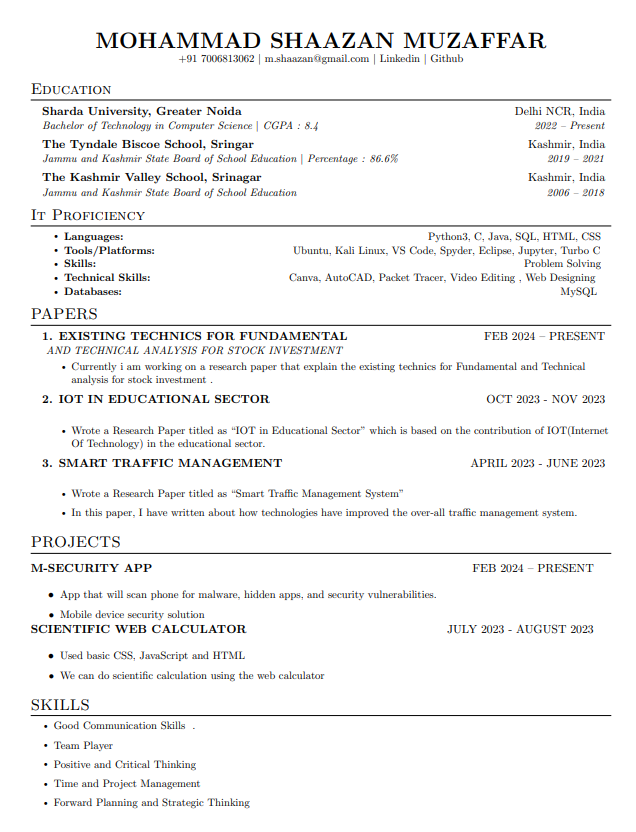 MOHAMMAD SHAAZAN MUZAFFAR
+91 7006813062 | m.shaazan@gmail.com | Linkedin | Github
Education
Sharda University, Greater Noida Delhi NCR, India
Bachelor of Technology in Computer Science | CGPA : 8.4 2022 – Present
The Tyndale Biscoe School, Sringar Kashmir, India
Jammu and Kashmir State Board of School Education | Percentage : 86.6% 2019 – 2021
The Kashmir Valley School, Srinagar Kashmir, India
Jammu and Kashmir State Board of School Education 2006 – 2018
It Proficiency
• Languages: Python3, C, Java, SQL, HTML, CSS
• Tools/Platforms: Ubuntu, Kali Linux, VS Code, Spyder, Eclipse, Jupyter, Turbo C
• Skills: Problem Solving
• Technical Skills: Canva, AutoCAD, Packet Tracer, Video Editing , Web Designing
• Databases: MySQL
PAPERS
1. EXISTING TECHNICS FOR FUNDAMENTAL FEB 2024 – PRESENT
AND TECHNICAL ANALYSIS FOR STOCK INVESTMENT
• Currently i am working on a research paper that explain the existing technics for Fundamental and Technical
analysis for stock investment .
2. IOT IN EDUCATIONAL SECTOR OCT 2023 - NOV 2023
• Wrote a Research Paper titled as “IOT in Educational Sector” which is based on the contribution of IOT(Internet
Of Technology) in the educational sector.
3. SMART TRAFFIC MANAGEMENT APRIL 2023 - JUNE 2023
• Wrote a Research Paper titled as “Smart Traffic Management System”
• In this paper, I have written about how technologies have improved the over-all traffic management system.
PROJECTS
M-SECURITY APP FEB 2024 – PRESENT
• App that will scan phone for malware, hidden apps, and security vulnerabilities.
• Mobile device security solution
SCIENTIFIC WEB CALCULATOR JULY 2023 - AUGUST 2023
• Used basic CSS, JavaScript and HTML
• We can do scientific calculation using the web calculator
SKILLS
• Good Communication Skills .
• Team Player
• Positive and Critical Thinking
• Time and Project Management
• Forward Planning and Strategic Thinking